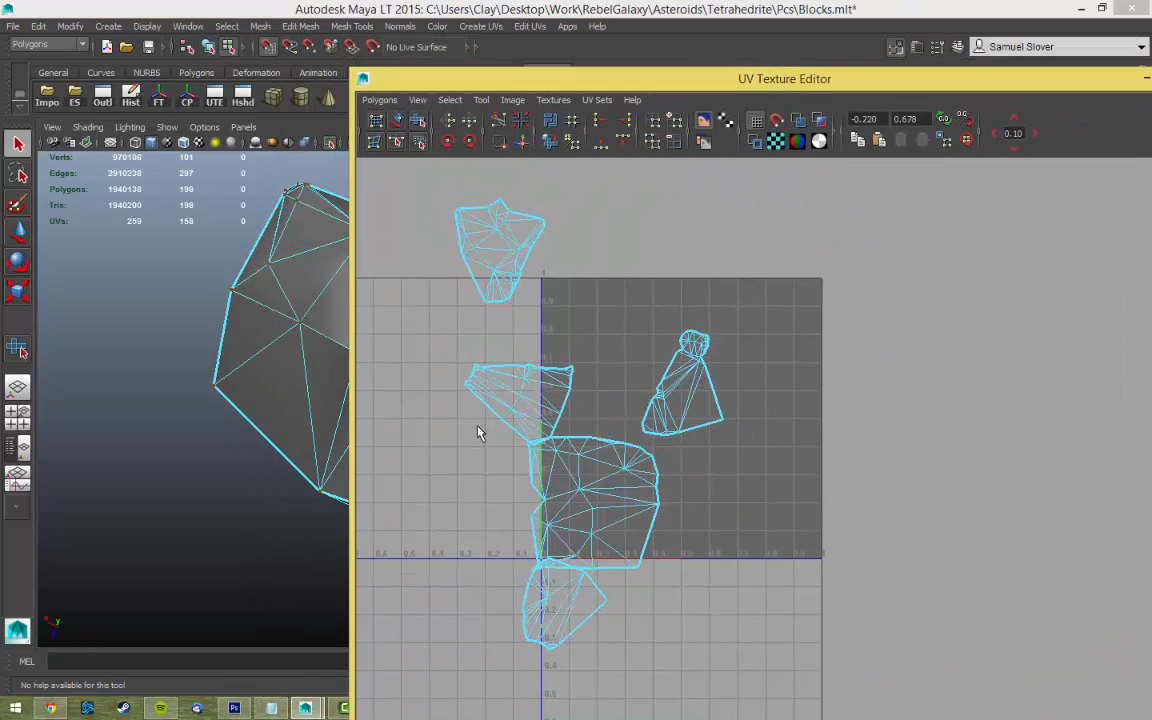 Autodesk Maya LT 2015: C:\Users\Clay\Desktop\Work\RebelGalaxy\Asteroids\Tetrahedrite\Pcs\Blocks.mlt*
File Edit Modify Create Display Window Select Mesh Edit Mesh Mesh Tools Normals Color Create UVs Edit UVs Apps Help
Polygons No Live Surface Samuel Slover
General Curves NURBS Polygons Deformation Animation
UV Texture Editor
Impo ES Outl Hist FT CP UTE Hshd
Polygons View Select Tool Image Textures UV Sets Help
-0.220 0.678 0.10
View Shading Lighting Show Options Panels
Verts: 970106 101 0
Edges: 2910238 297 0
Polygons: 1940138 198 0
Tris: 1940200 198 0
UVs: 259 158 0
MEL
No help available for this tool